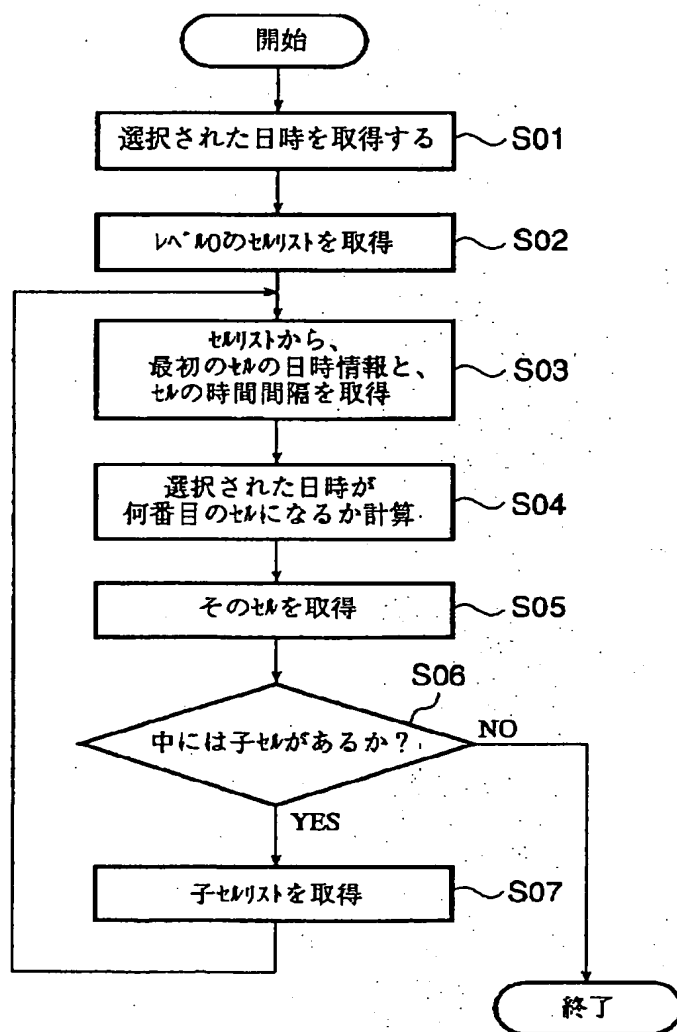 開始
選択された日時を取得する
S01
ﾚﾍﾞﾙ0のｾﾙﾘｽﾄを取得
S02
ｾﾙﾘｽﾄから、
最初のｾﾙの日時情報と、
ｾﾙの時間間隔を取得
S03
選択された日時が
何番目のｾﾙになるか計算
S04
そのｾﾙを取得
S05
S06
中には子ｾﾙがあるか？
NO
YES
子ｾﾙﾘｽﾄを取得
S07
終了